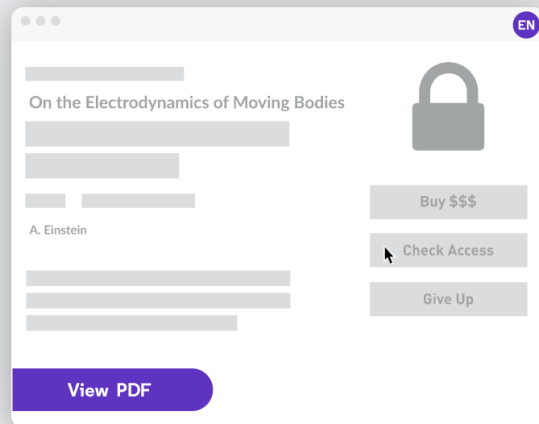 EN
On the Electrodynamics of Moving Bodies
A. Einstein
Buy $$$
Check Access
Give Up
View PDF